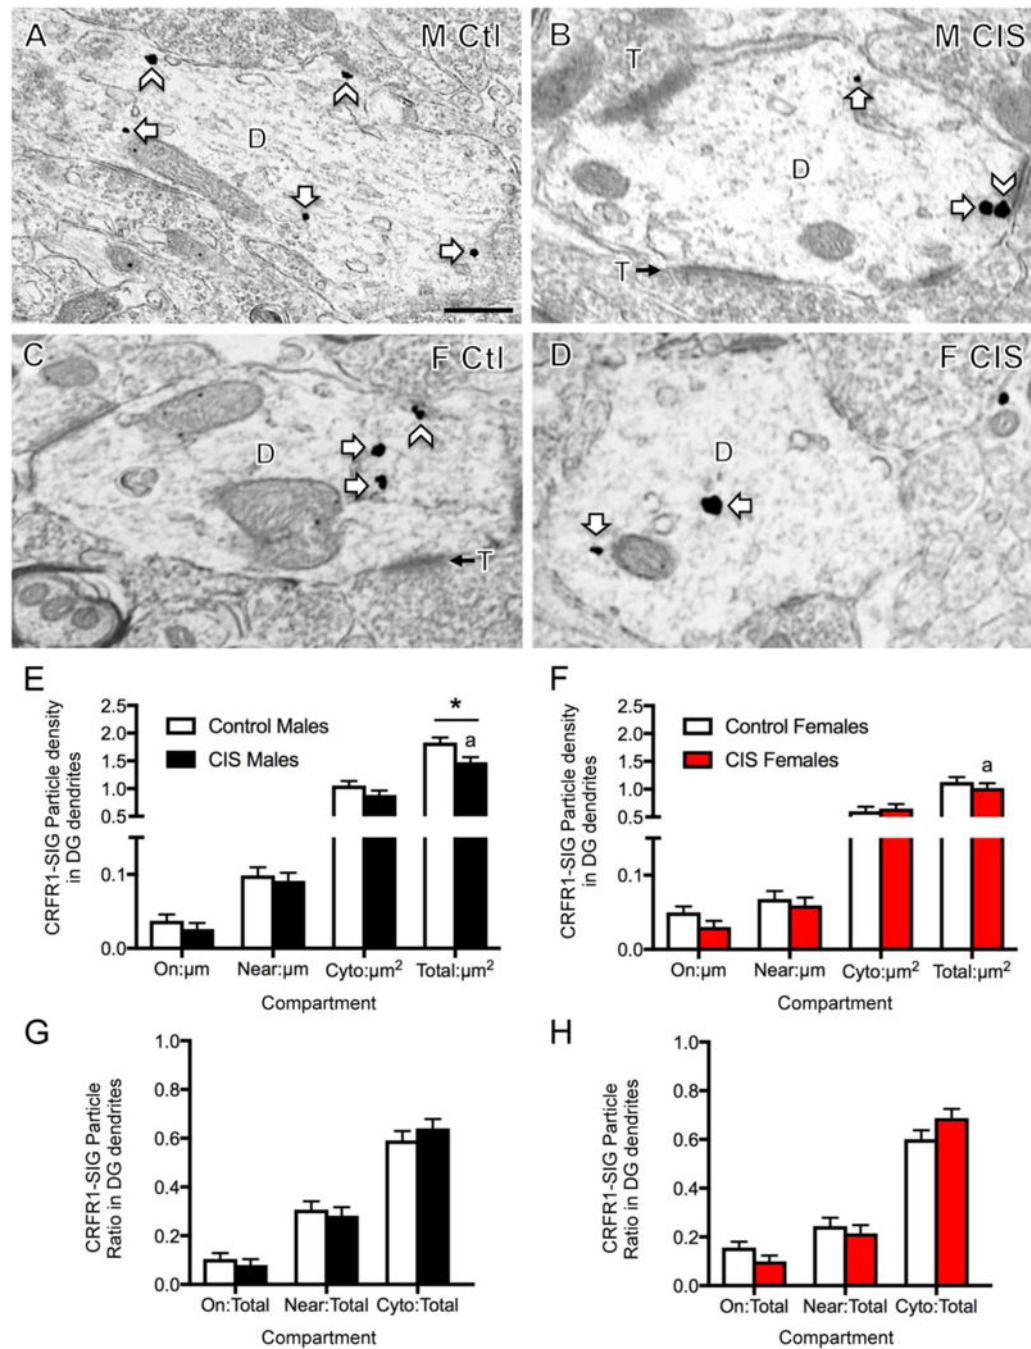 A
M Ctl
D
B
M CIS
T
D
T
C
F Ctl
D
T
D
F CIS
D
E
CRFR1-SIG Particle density
in DG dendrites
2.5
2.0
1.5
1.0
0.5
0.1
0.0
Control Males
CIS Males
*
a
On:μm
Near:μm
Cyto:μm²
Total:μm²
Compartment
F
CRFR1-SIG Particle density
in DG dendrites
2.5
2.0
1.5
1.0
0.5
0.1
0.0
Control Females
CIS Females
a
On:μm
Near:μm
Cyto:μm²
Total:μm²
Compartment
G
CRFR1-SIG Particle
Ratio in DG dendrites
1.0
0.8
0.6
0.4
0.2
0.0
On:Total
Near:Total
Cyto:Total
Compartment
H
CRFR1-SIG Particle
Ratio in DG dendrites
1.0
0.8
0.6
0.4
0.2
0.0
On:Total
Near:Total
Cyto:Total
Compartment